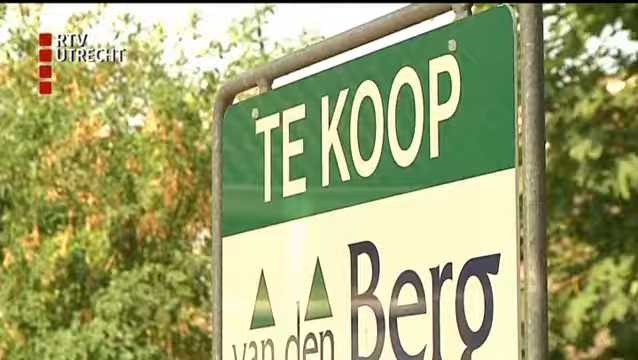 RTV
UTRECHT
TE KOOP
van den Berg